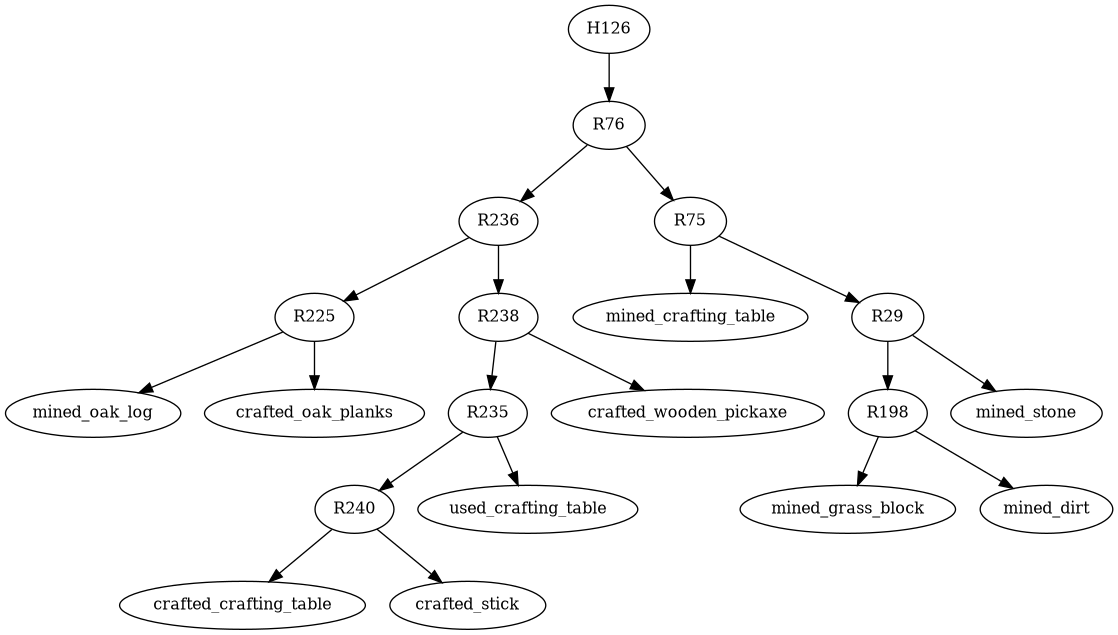 H126
R76
R236
R75
R225
R238
mined_crafting_table
R29
mined_oak_log
crafted_oak_planks
R235
crafted_wooden_pickaxe
R198
mined_stone
R240
used_crafting_table
mined_grass_block
mined_dirt
crafted_crafting_table
crafted_stick